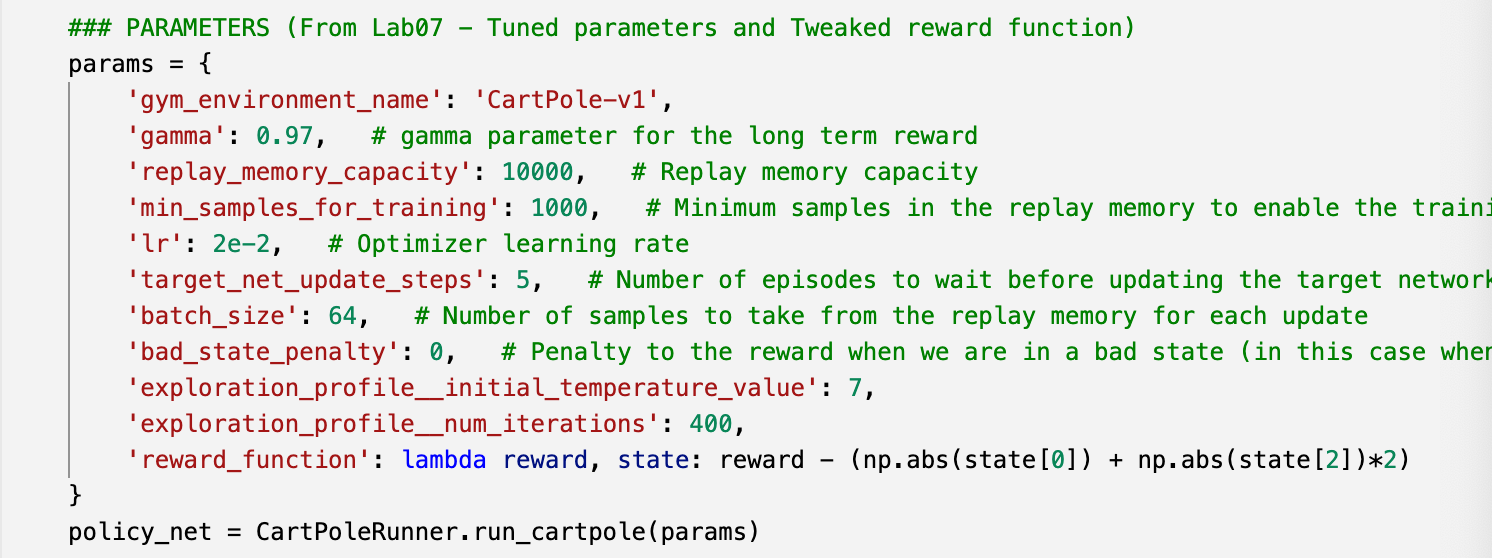 ### PARAMETERS (From Lab07 - Tuned parameters and Tweaked reward function)
params = {
'gym_environment_name': 'CartPole-v1',
'gamma': 0.97,   # gamma parameter for the long term reward
'replay_memory_capacity': 10000,   # Replay memory capacity
'min_samples_for_training': 1000,   # Minimum samples in the replay memory to enable the traini
'lr': 2e-2,   # Optimizer learning rate
'target_net_update_steps': 5,   # Number of episodes to wait before updating the target network
'batch_size': 64,   # Number of samples to take from the replay memory for each update
'bad_state_penalty': 0,   # Penalty to the reward when we are in a bad state (in this case when
'exploration_profile__initial_temperature_value': 7,
'exploration_profile__num_iterations': 400,
'reward_function': lambda reward, state: reward - (np.abs(state[0]) + np.abs(state[2])*2)
}
policy_net = CartPoleRunner.run_cartpole(params)